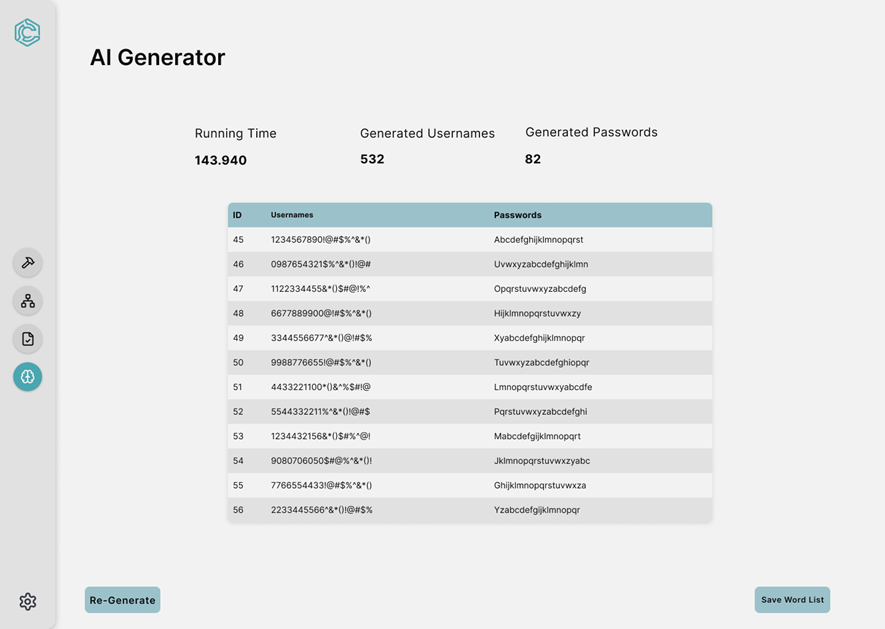 AI Generator
Running Time Generated Usernames Generated Passwords
143.940 532 82
ID Usernames Passwords
45 1234567890!@#$%^&*() Abcdefghijklmnopqrst
46 0987654321$%^&*()!@# Uvwxyzabcdefghijklmn
47 1122334455&*()$#@!%^ Opqrstuvwxyzabcdefg
48 6677889900@!#$%^&*() Hijklmnopqrstuvwxzy
49 3344556677^&*()@!#$% Xyabcdefghijklmnopqr
50 9988776655!@#$%^&*() Tuvwxyzabcdefghiopqr
51 4433221100*()&^%$#!@ Lmnopqrstuvwxyabcdfe
52 5544332211%^&*()!@#$ Pqrstuvwxyzabcdefghi
53 1234432156&*()$#%^@! Mabcdefgijklmnopqrt
54 9080706050$#@%^&*()! Jklmnopqrstuvwxzyabc
55 7766554433!@#$%^&*() Ghijklmnopqrstuvwxza
56 2233445566^&*()!@#$% Yzabcdefgijklmnopqr
Re-Generate Save Word List